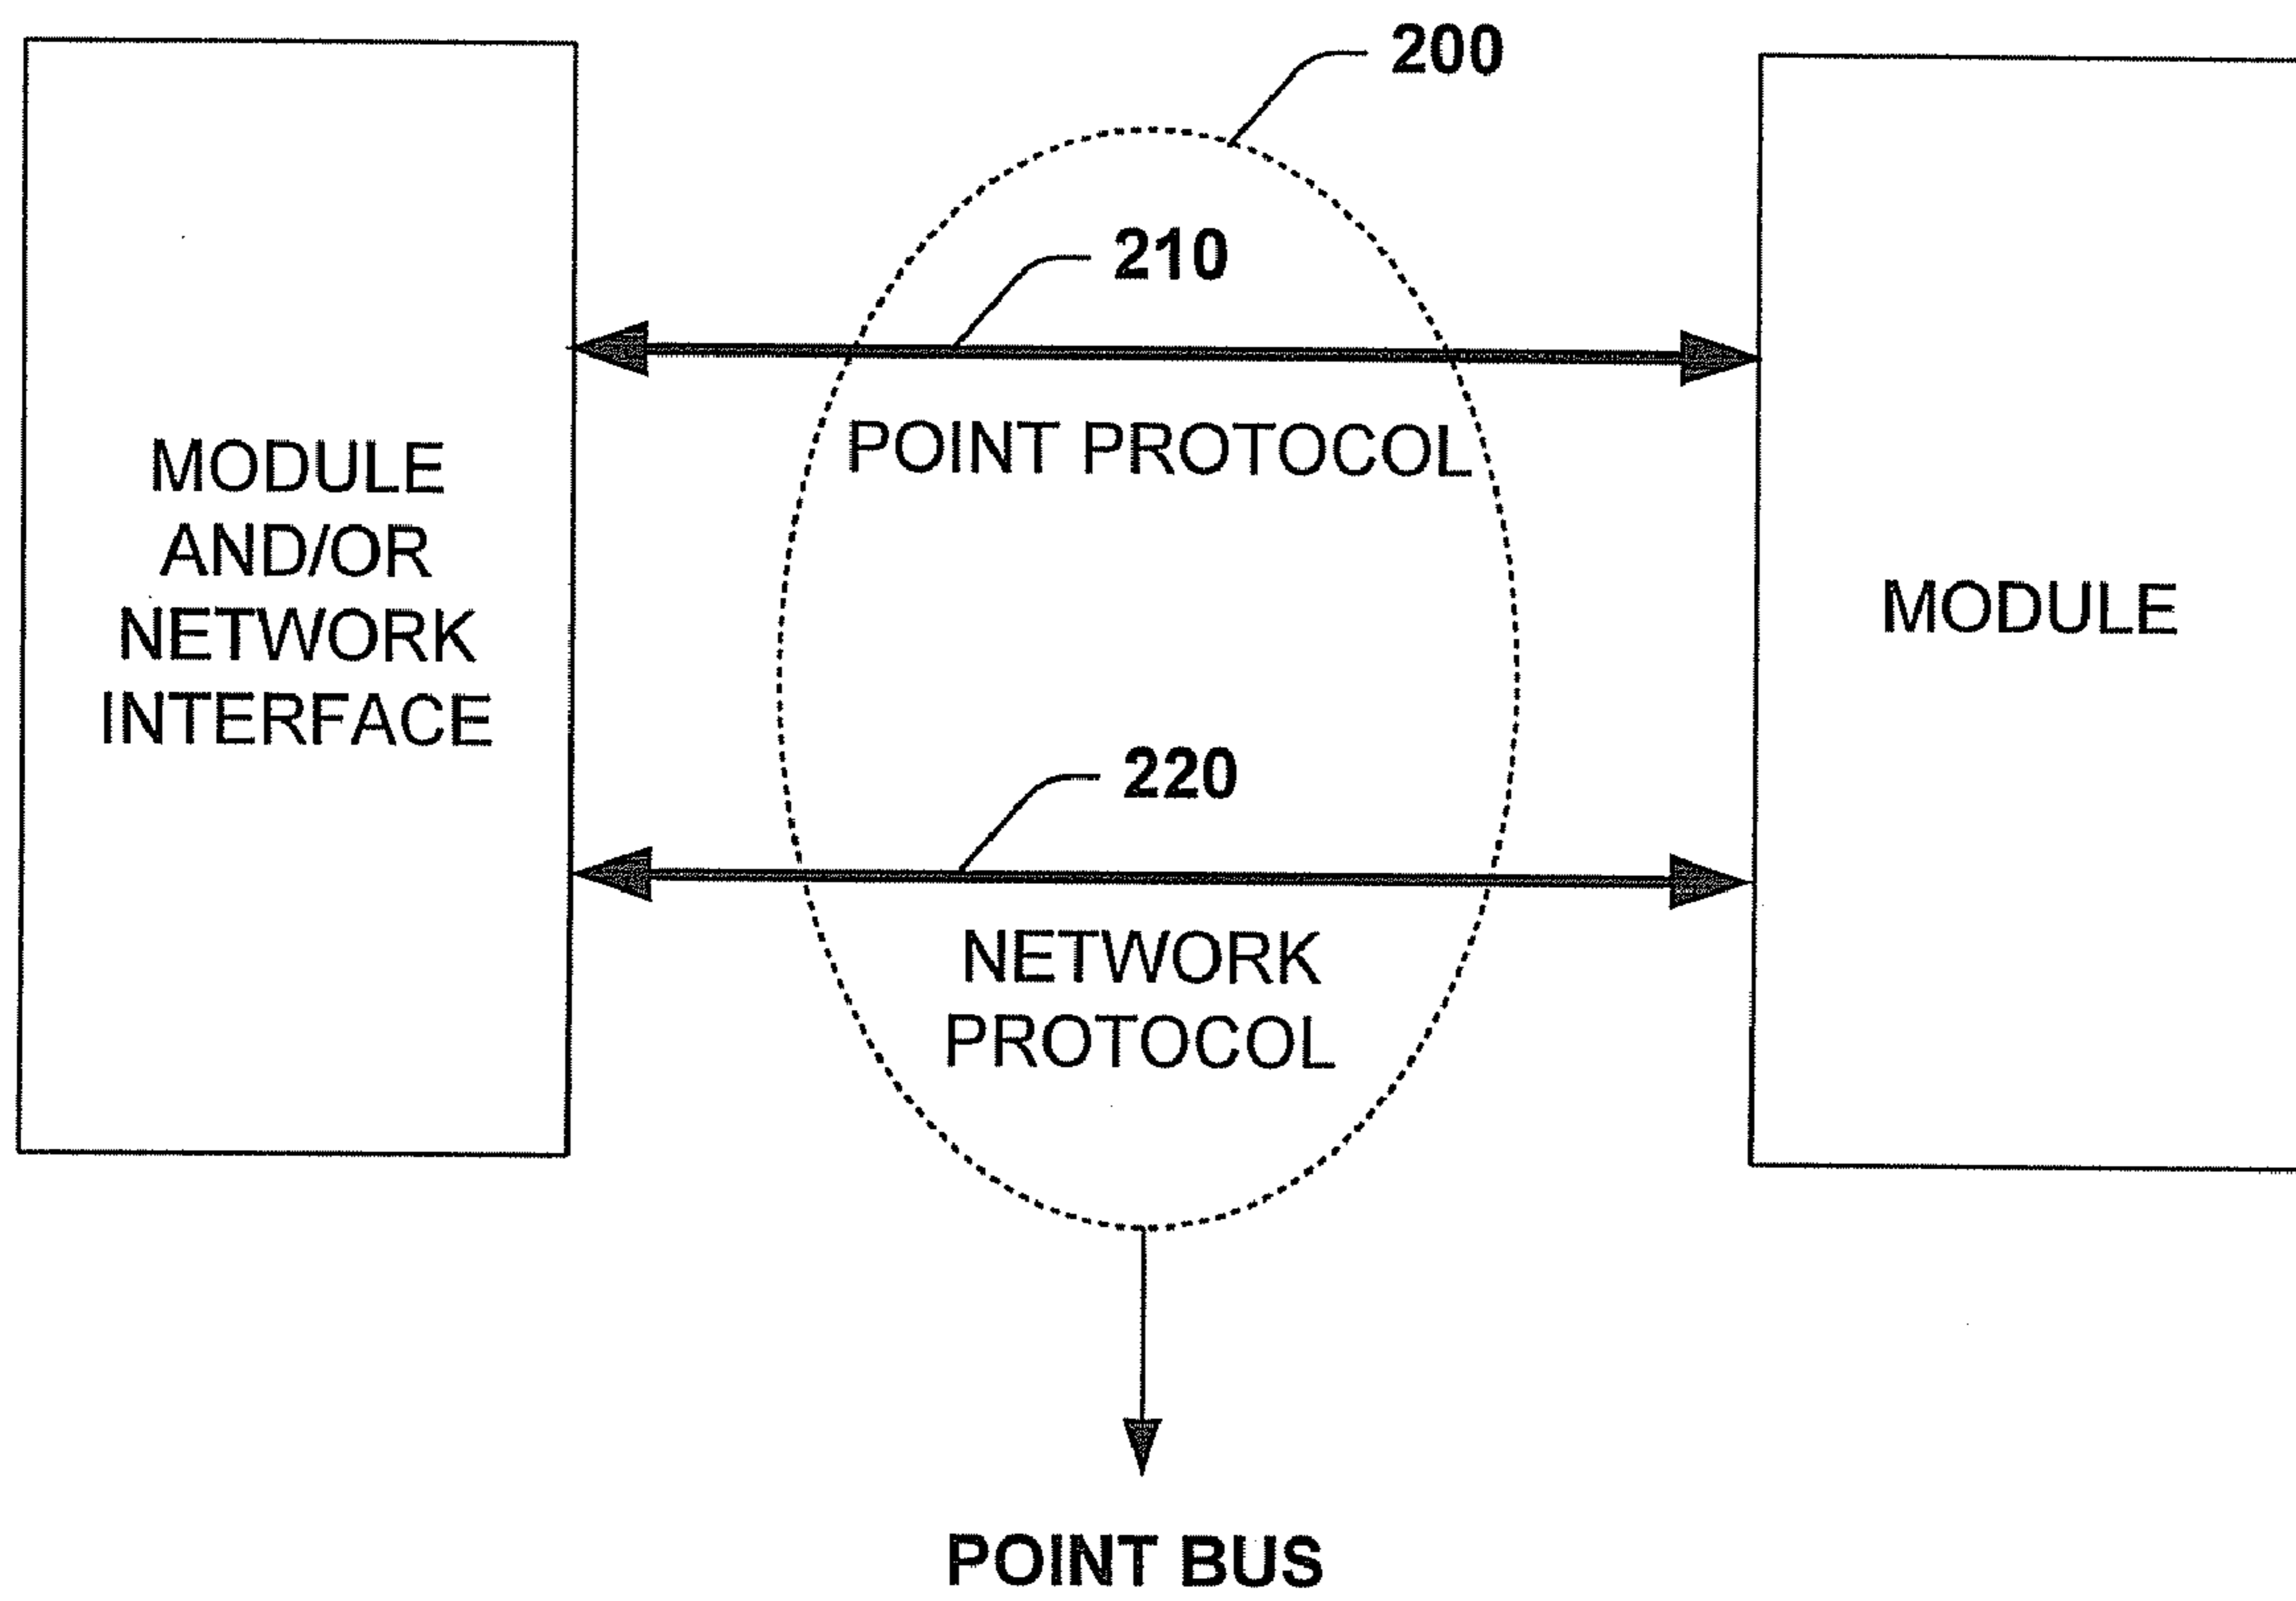 200
210
POINT PROTOCOL
MODULE
AND/OR
NETWORK
INTERFACE
MODULE
220
NETWORK
PROTOCOL
POINT BUS